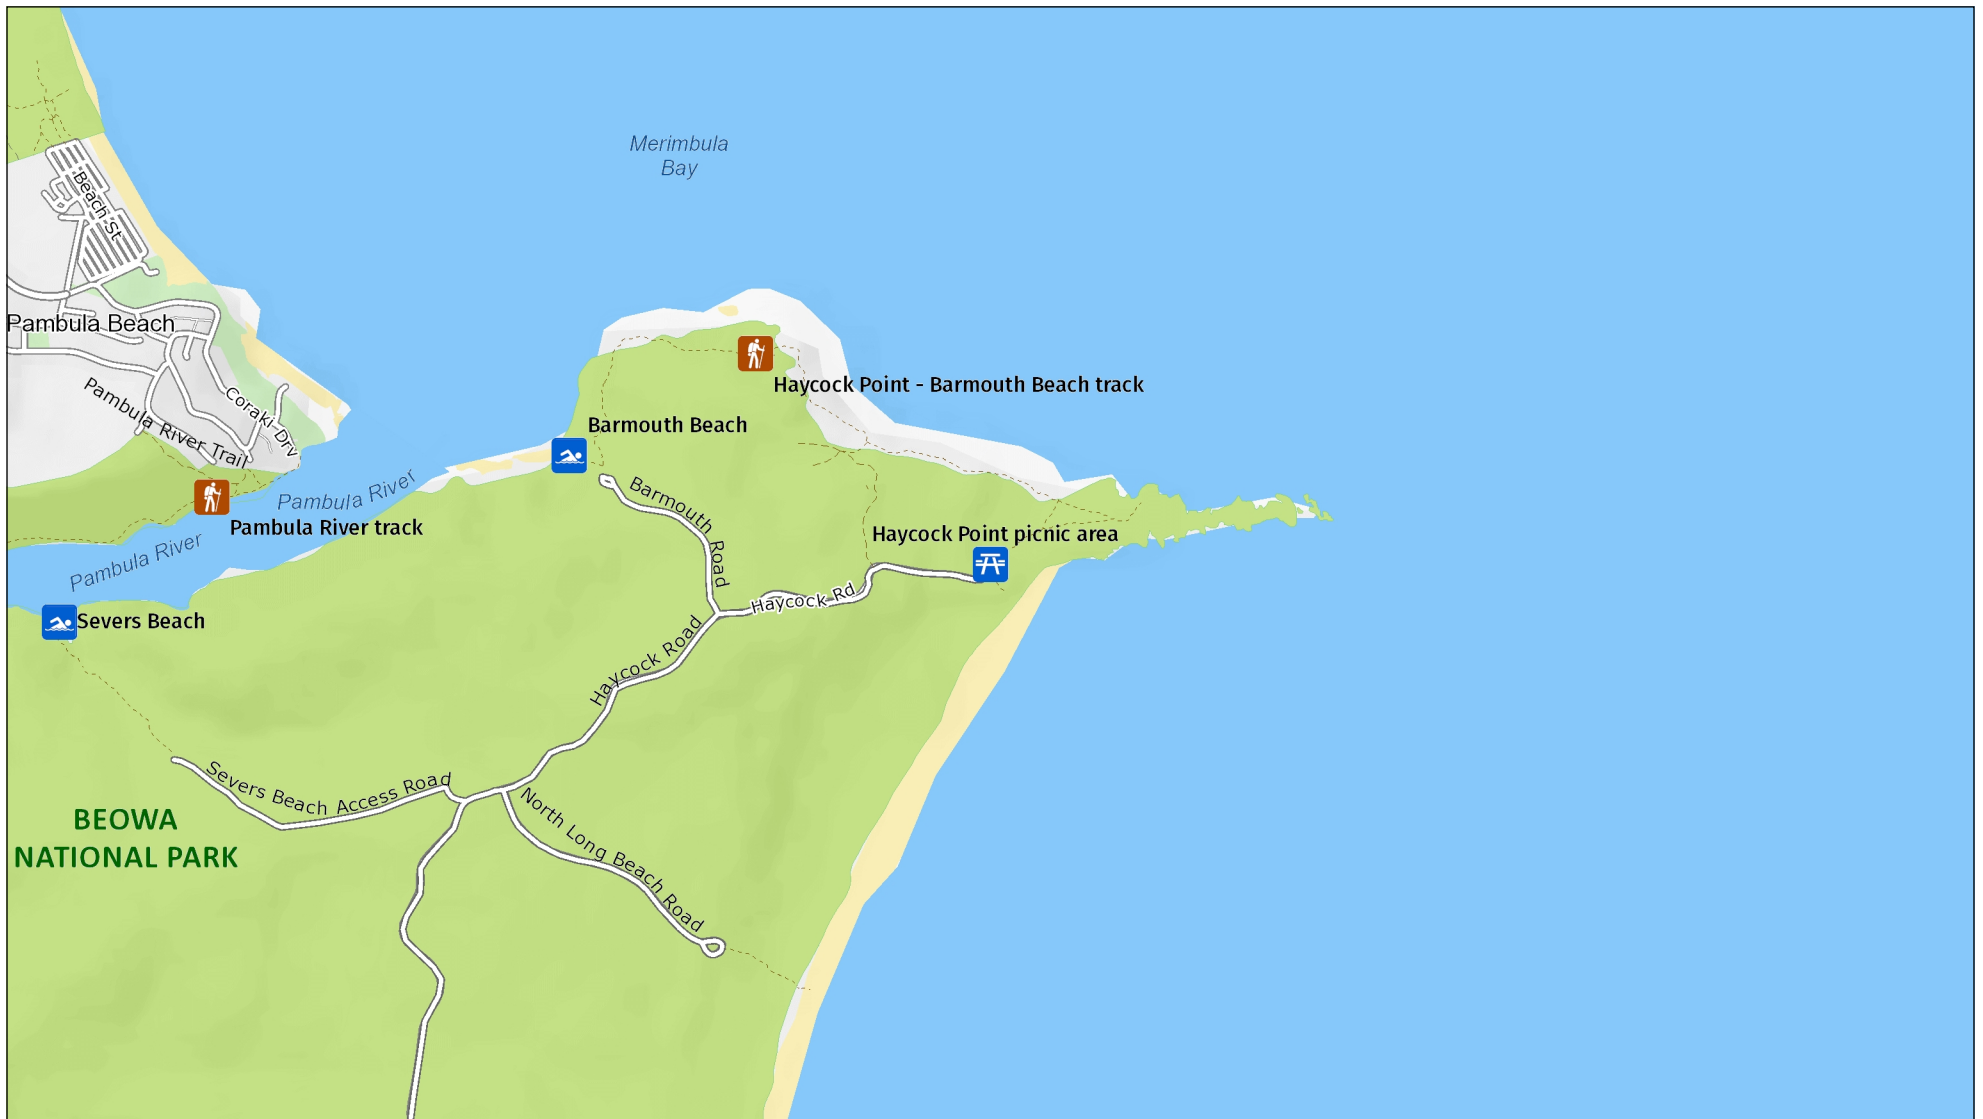 Merimbula
Bay
Beach St
Pambula Beach
Haycock Point - Barmouth Beach track
Pambula River Trail
Coraki Drv
Barmouth Beach
Pambula River
Barmouth Road
Pambula River track
Haycock Point picnic area
Pambula River
Haycock Rd
Severs Beach
Haycock Road
Severs Beach Access Road
North Long Beach Road
BEOWA
NATIONAL PARK